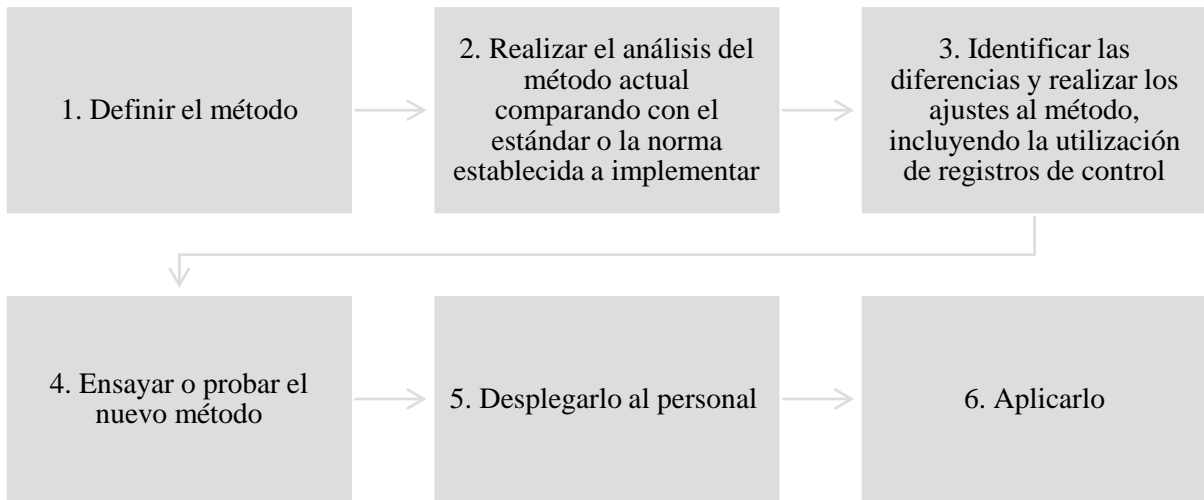 1. Definir el método
2. Realizar el análisis del
método actual
comparando con el
estándar o la norma
establecida a implementar
3. Identificar las
diferencias y realizar los
ajustes al método,
incluyendo la utilización
de registros de control
4. Ensayar o probar el
nuevo método
5. Desplegarlo al personal
6. Aplicarlo